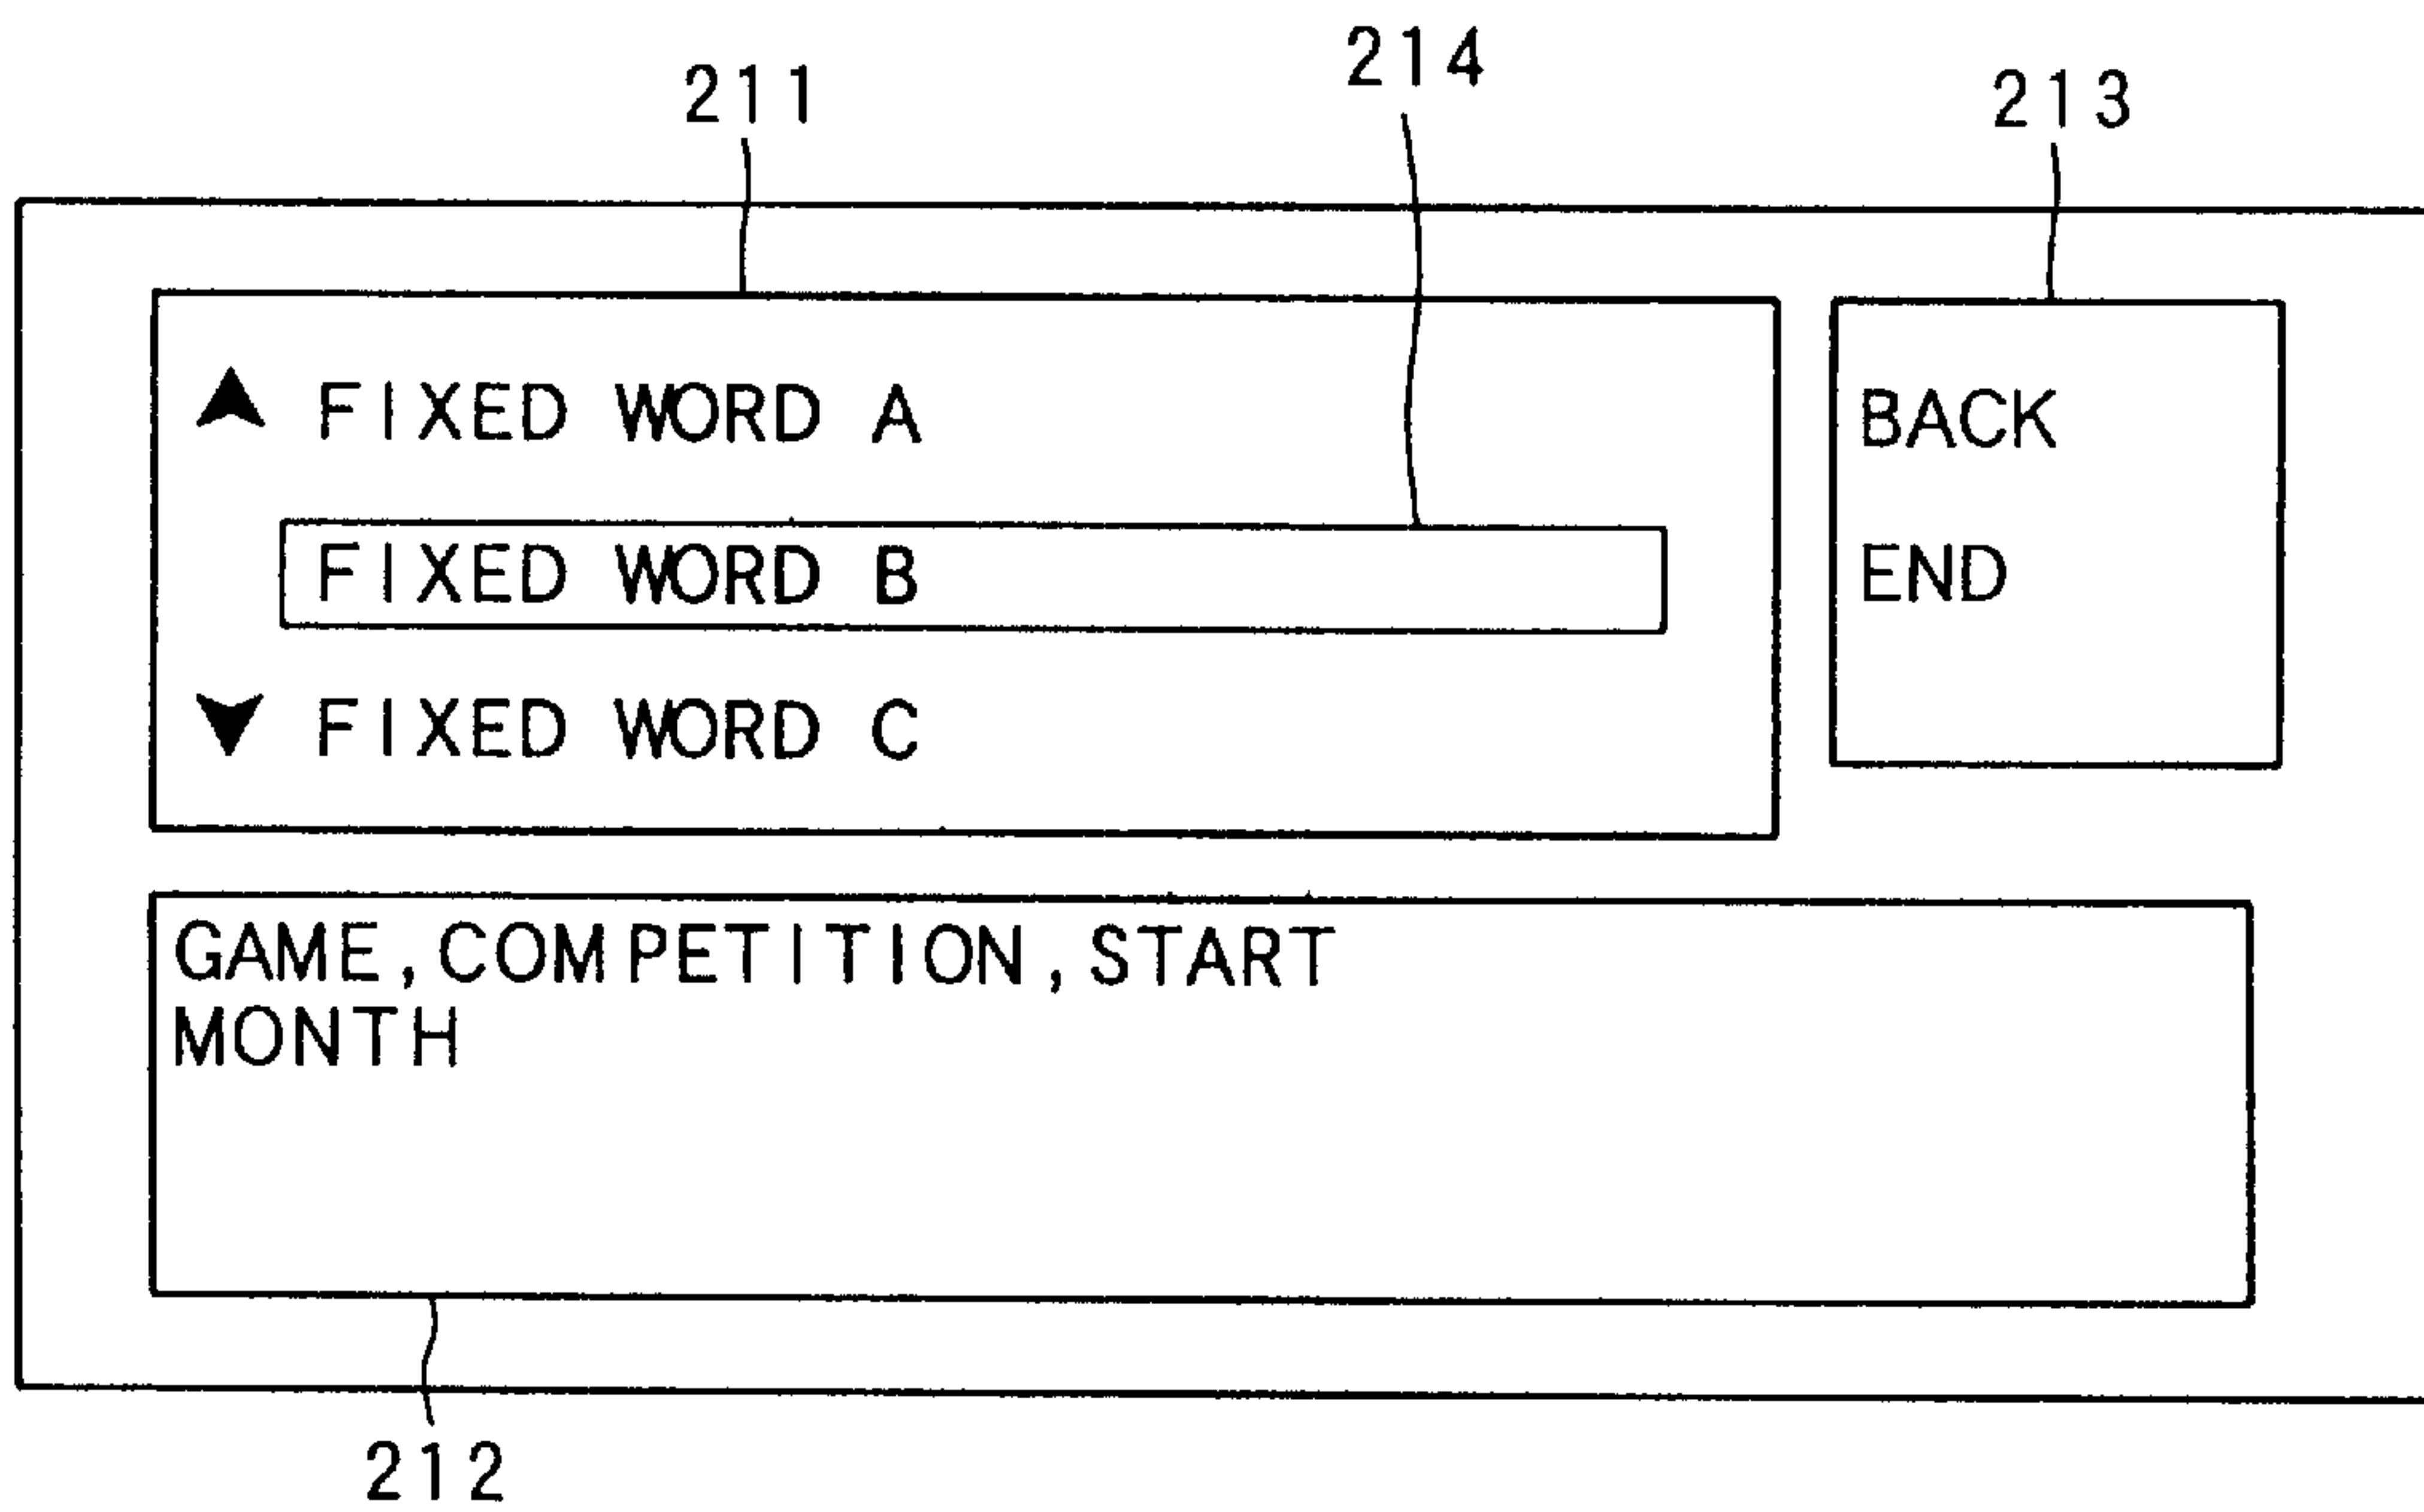 211
214
213
FIXED WORD A
FIXED WORD B
FIXED WORD C
BACK
END
GAME, COMPETITION, START
MONTH
212